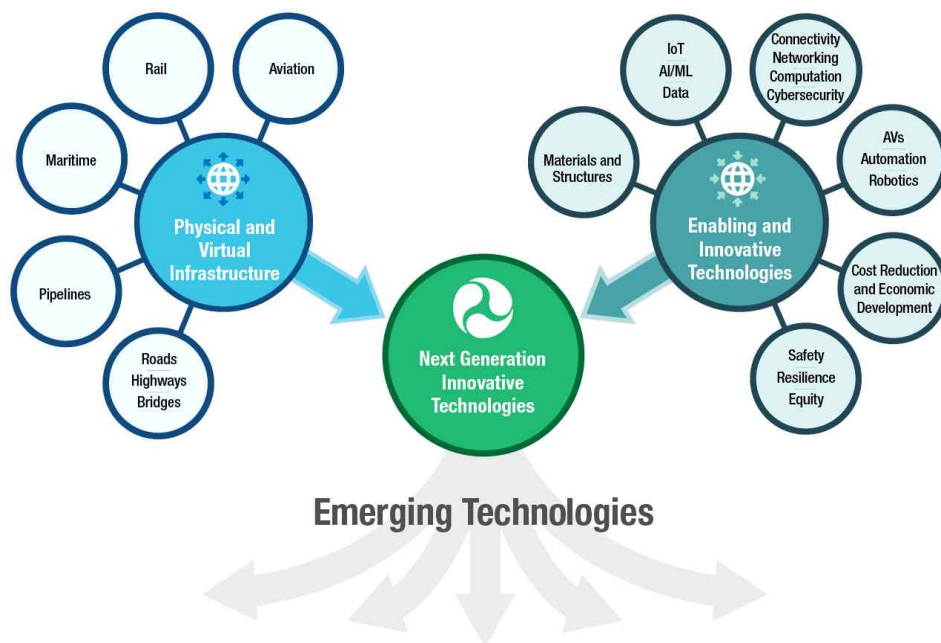 Rail
Aviation
Maritime
Physical and
Virtual
Infrastructure
Pipelines
Roads
Highways
Bridges
IoT
AI/ML
Data
Connectivity
Networking
Computation
Cybersecurity
Materials and
Structures
AVs
Automation
Robotics
Enabling and
Innovative
Technologies
Cost Reduction
and Economic
Development
Safety
Resilience
Equity
Next Generation
Innovative
Technologies
Emerging Technologies